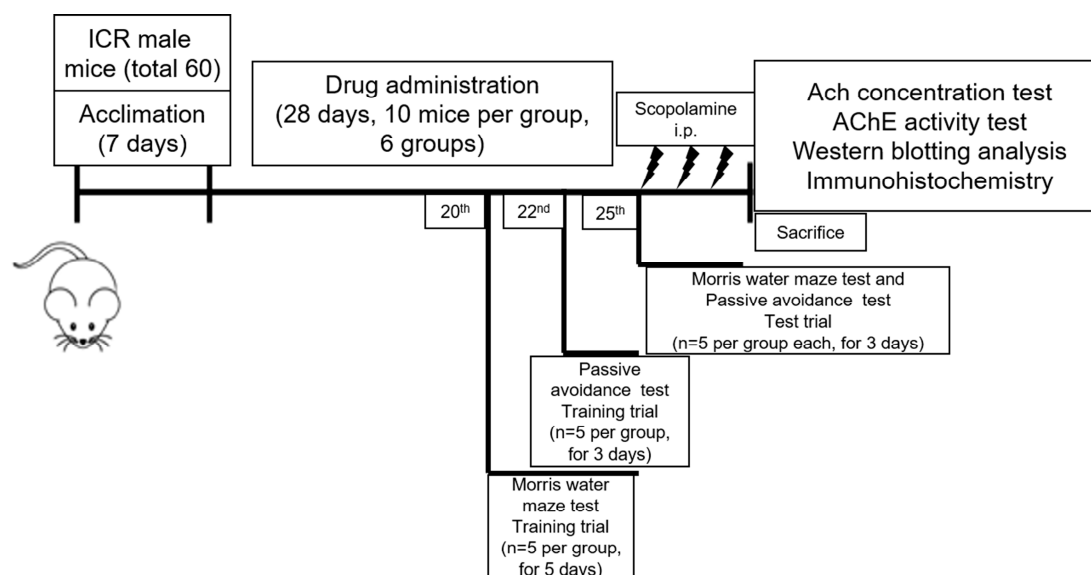 ICR male
mice (total 60)
Acclimation
(7 days)
Drug administration
(28 days, 10 mice per group,
6 groups)
Scopolamine
i.p.
Ach concentration test
AChE activity test
Western blotting analysis
Immunohistochemistry
20th
22nd
25th
Sacrifice
Morris water maze test and
Passive avoidance test
Test trial
(n=5 per group each, for 3 days)
Passive
avoidance test
Training trial
(n=5 per group,
for 3 days)
Morris water
maze test
Training trial
(n=5 per group,
for 5 days)